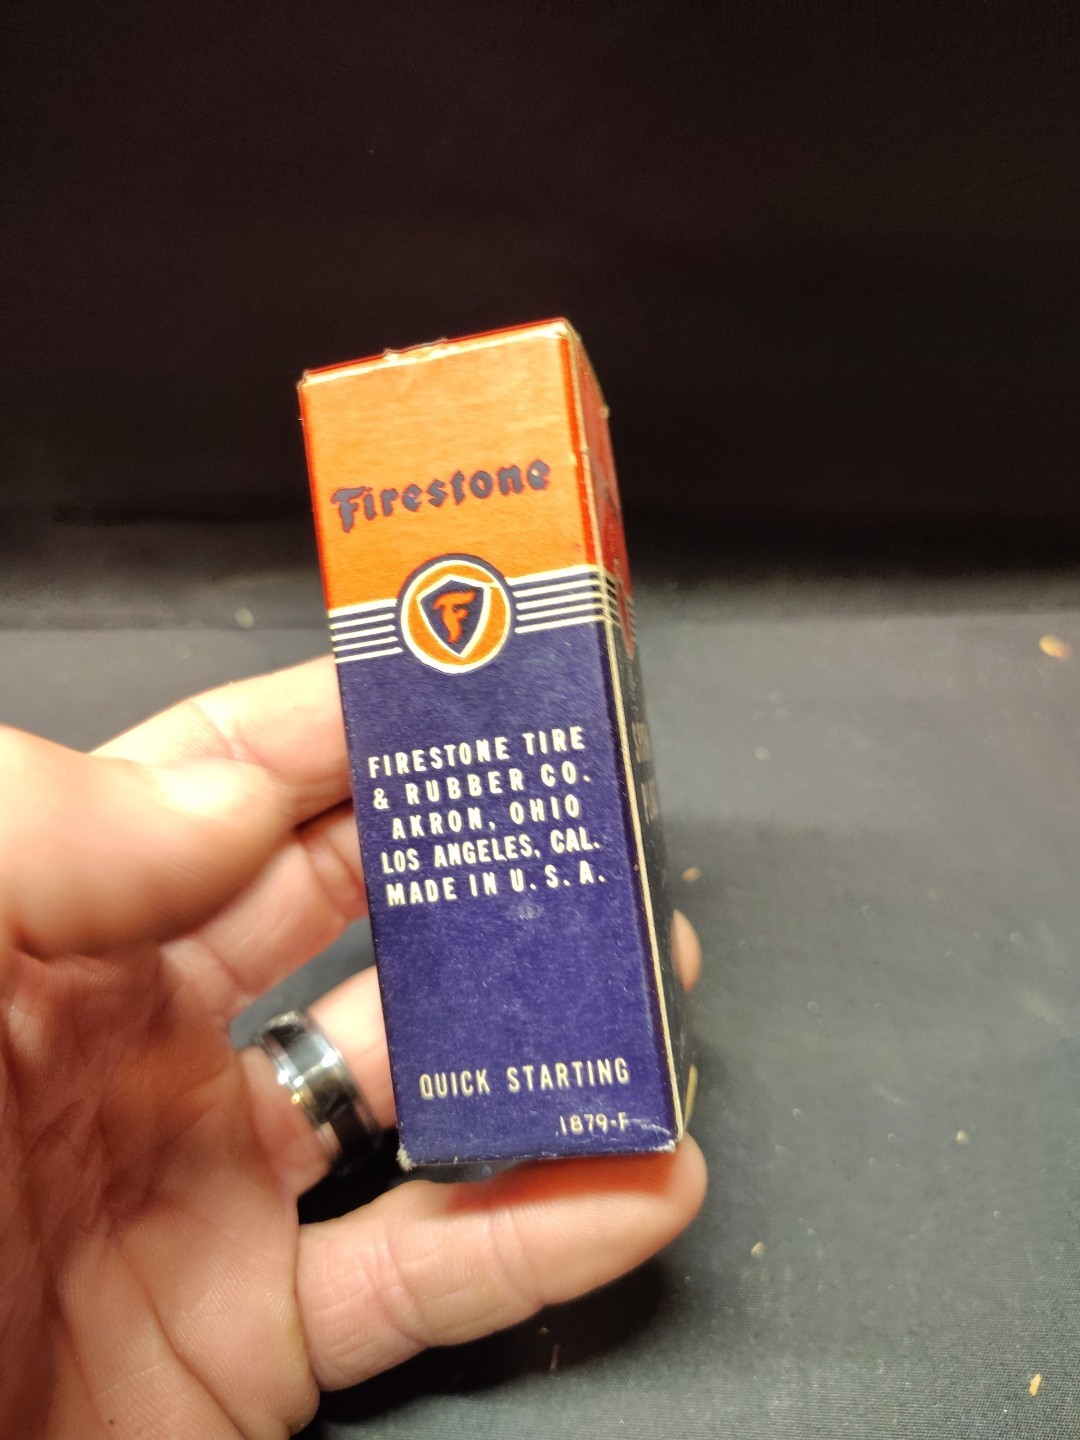 Firestone
F
FIRESTONE TIRE
& RUBBER CO.
AKRON, OHIO
LOS ANGELES, CAL.
MADE IN U.S.A.
QUICK STARTING
1879-F